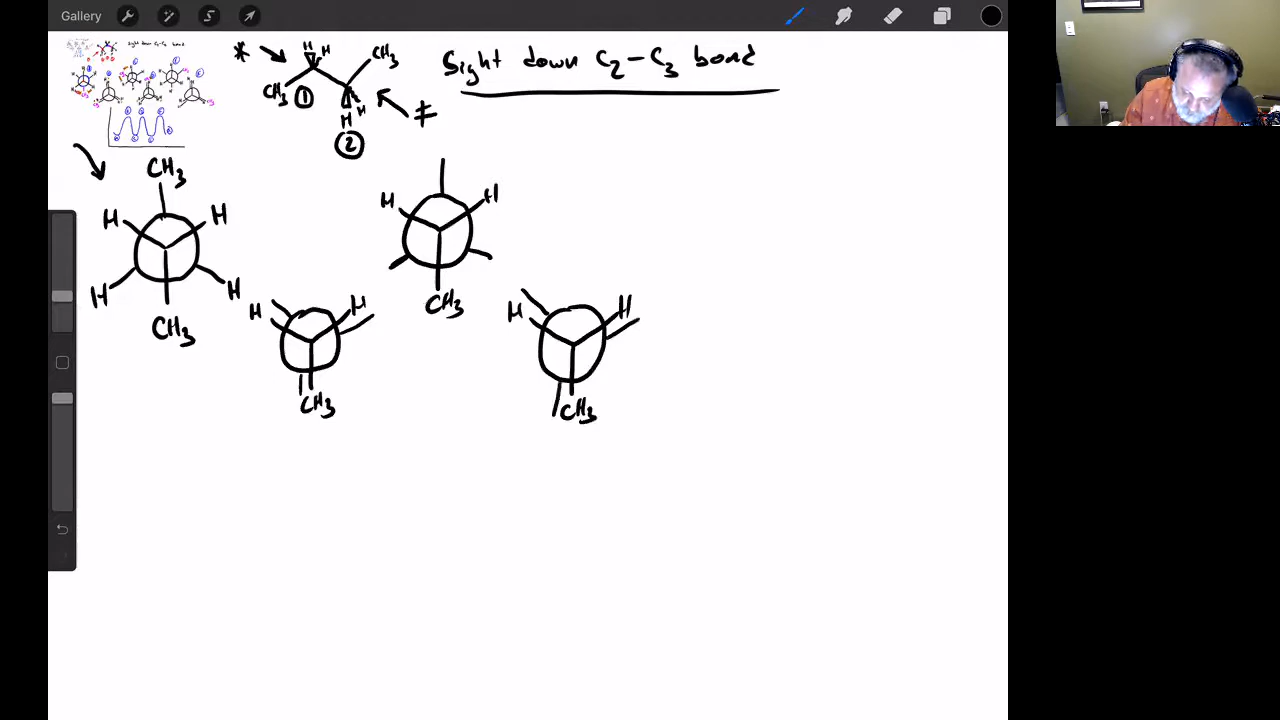 Gallery
* H H CH3 Sight down C2-C3 bond
CH3 1 H ≠
H
2
CH3
H H
H H
CH3
H H
CH3
H H
CH3
H H
CH3